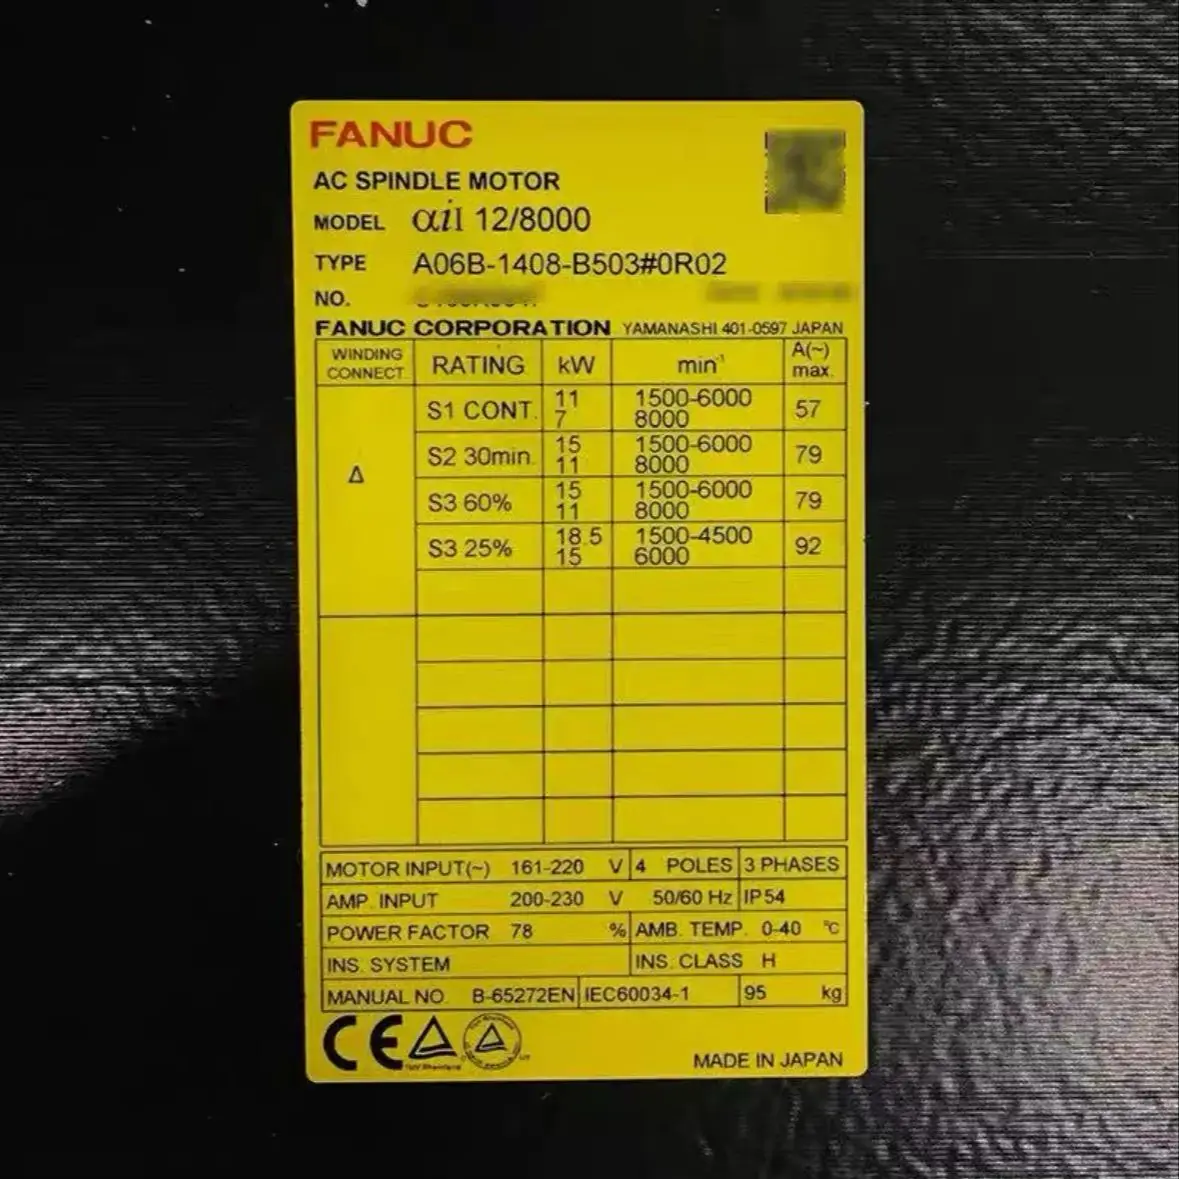 FANUC
AC SPINDLE MOTOR
MODEL αiI 12/8000
TYPE A06B-1408-B503#0R02
NO.
FANUC CORPORATION YAMANASHI 401-0597 JAPAN
WINDING CONNECT. RATING kW min⁻¹ A(~) max.
Δ
S1 CONT. 11 1500-6000 57
7 8000
S2 30min. 15 1500-6000 79
11 8000
S3 60% 15 1500-6000 79
11 8000
S3 25% 18.5 1500-4500 92
15 6000
MOTOR INPUT(~) 161-220 V 4 POLES 3 PHASES
AMP. INPUT 200-230 V 50/60 Hz IP54
POWER FACTOR 78 % AMB. TEMP. 0-40 ℃
INS. SYSTEM INS. CLASS H
MANUAL NO. B-65272EN IEC60034-1 95 kg
CE
MADE IN JAPAN